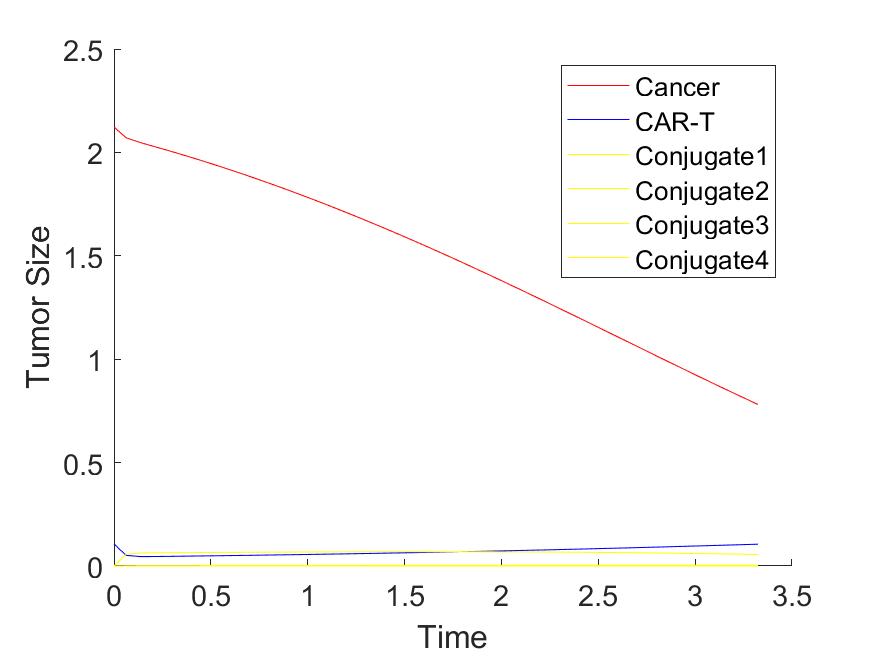 2.5
2
1.5
1
0.5
0
Tumor Size
Cancer
CAR-T
Conjugate1
Conjugate2
Conjugate3
Conjugate4
0 0.5 1 1.5 2 2.5 3 3.5
Time